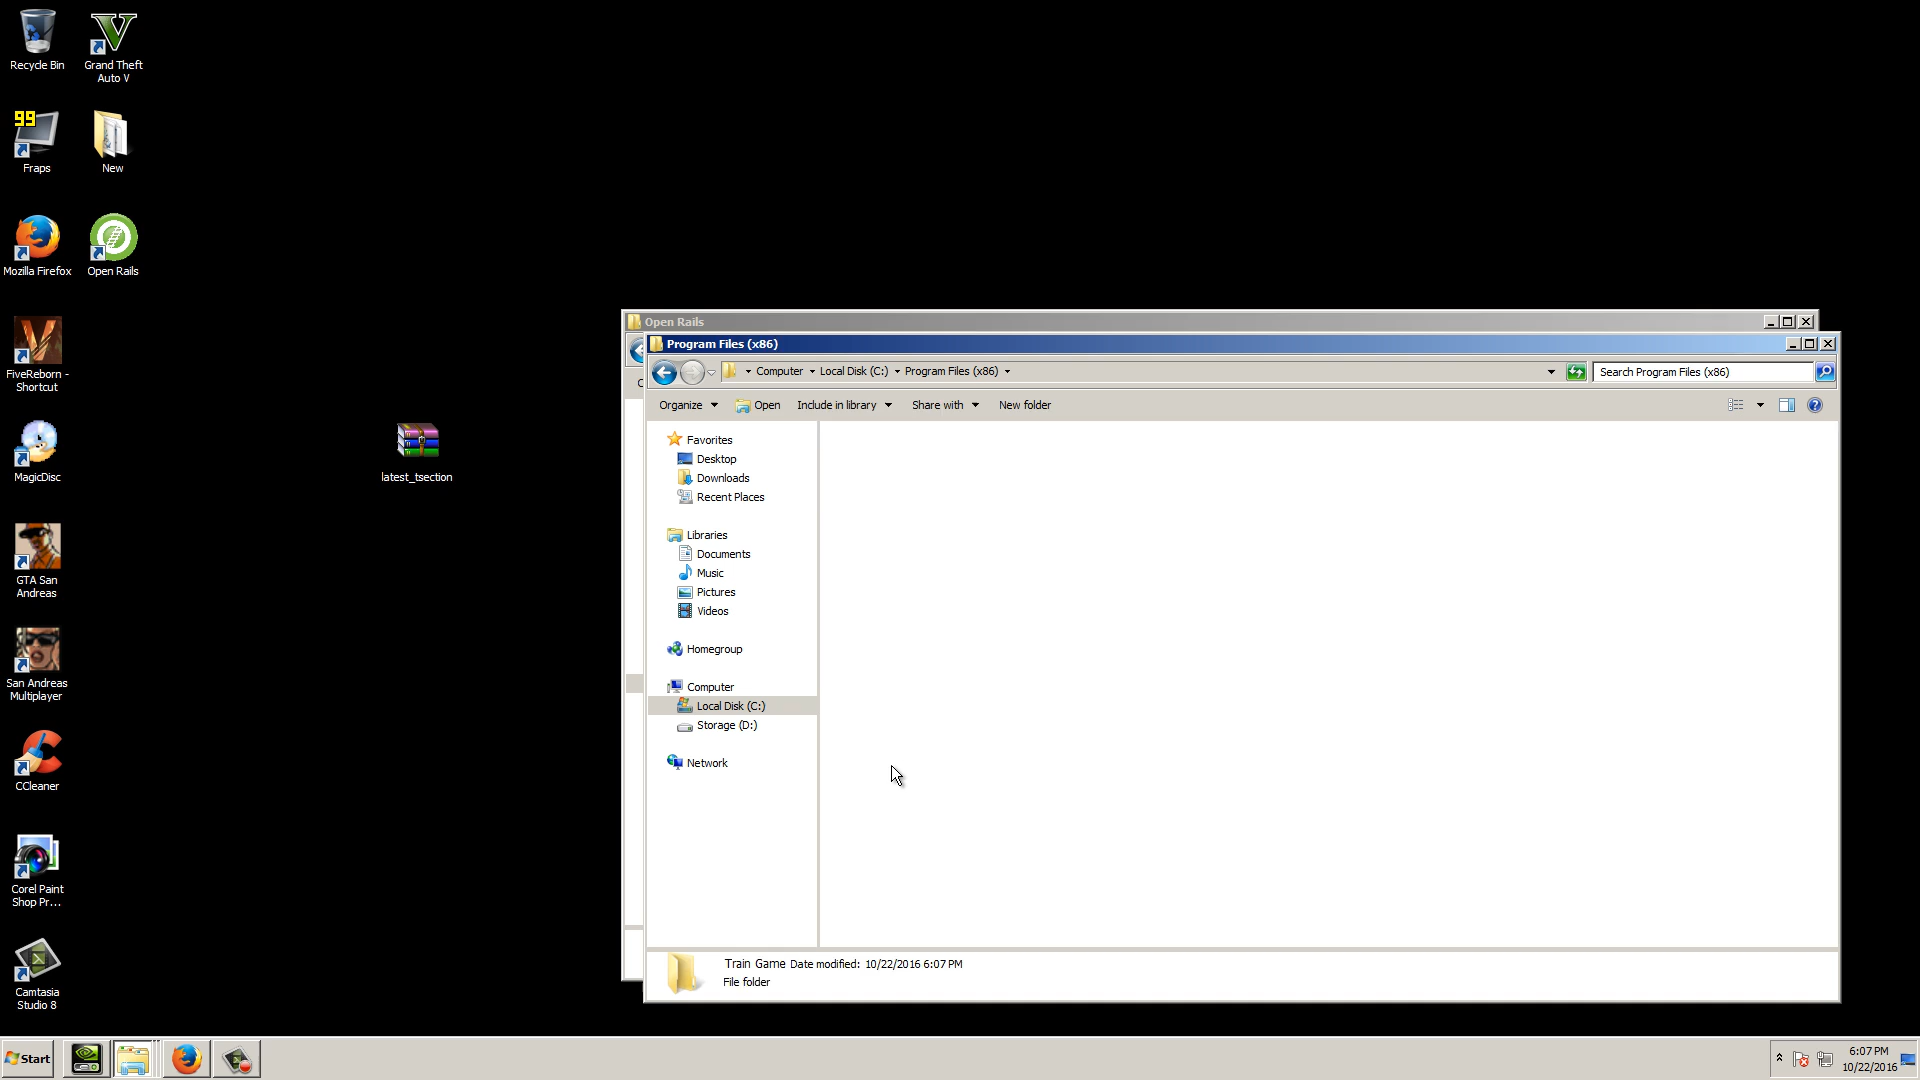 Recycle Bin
Grand Theft
Auto V
99
Fraps
New
Mozilla Firefox
Open Rails
FiveReborn -
Shortcut
MagicDisc
latest_tsection
GTA San
Andreas
San Andreas
Multiplayer
CCleaner
Corel Paint
Shop Pr...
Camtasia
Studio 8
Open Rails
Program Files (x86)
Computer
Local Disk (C:)
Program Files (x86)
Search Program Files (x86)
Organize
Open
Include in library
Share with
New folder
Favorites
Desktop
Downloads
Recent Places
Libraries
Documents
Music
Pictures
Videos
Homegroup
Computer
Local Disk (C:)
Storage (D:)
Network
Train Game Date modified: 10/22/2016 6:07 PM
File folder
Start
6:07 PM
10/22/2016